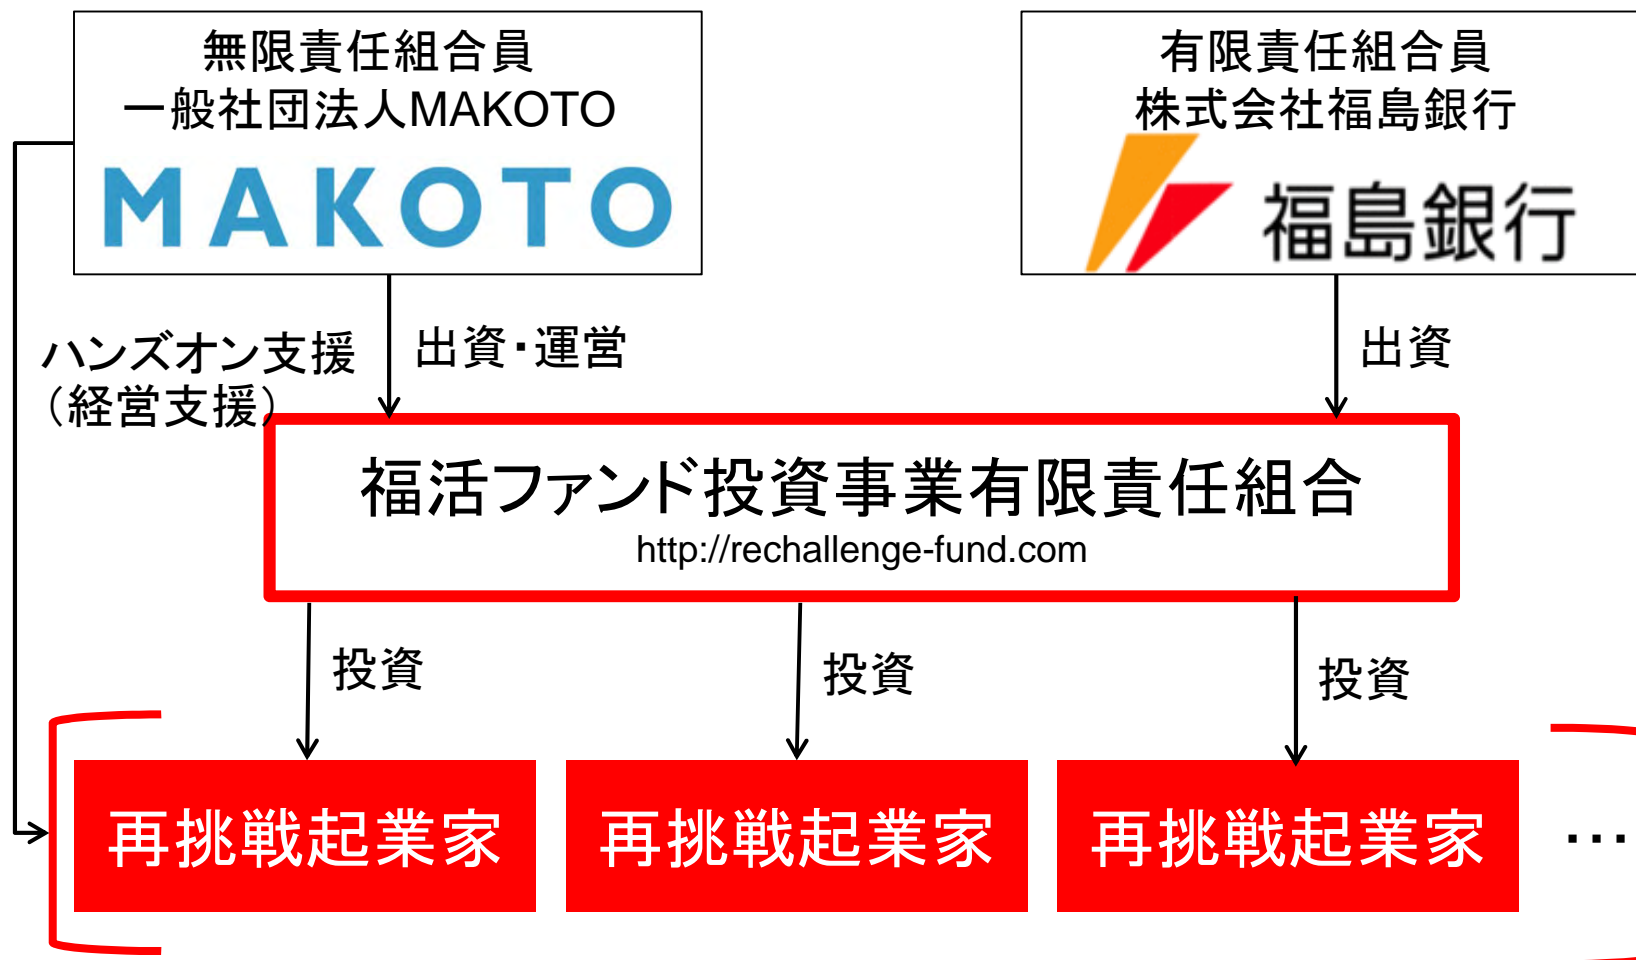 無限責任組合員
一般社団法人MAKOTO
MAKOTO
有限責任組合員
株式会社福島銀行
福島銀行
ハンズオン支援
（経営支援）
出資・運営
出資
福活ファンド投資事業有限責任組合
http://rechallenge-fund.com
投資
投資
投資
再挑戦起業家
再挑戦起業家
再挑戦起業家
…